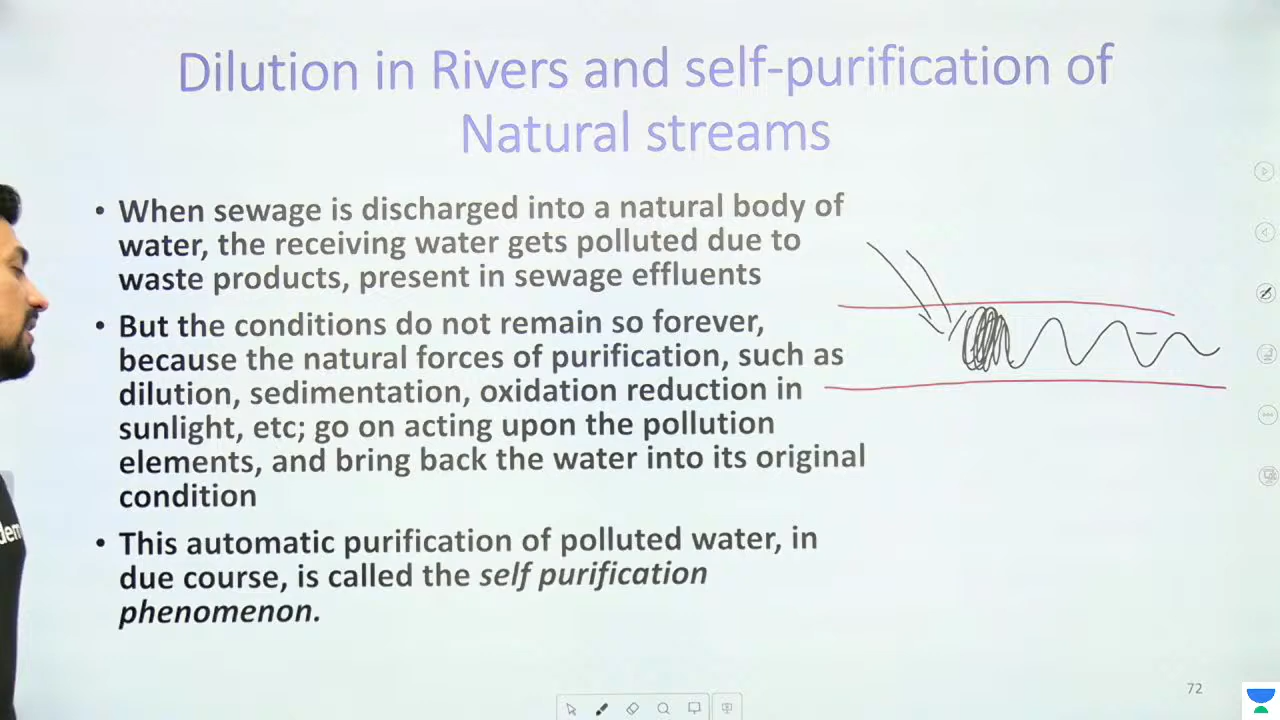 Dilution in Rivers and self-purification of
Natural streams
• When sewage is discharged into a natural body of
water, the receiving water gets polluted due to
waste products, present in sewage effluents
• But the conditions do not remain so forever,
because the natural forces of purification, such as
dilution, sedimentation, oxidation reduction in
sunlight, etc; go on acting upon the pollution
elements, and bring back the water into its original
condition
• This automatic purification of polluted water, in
due course, is called the self purification
phenomenon.
72